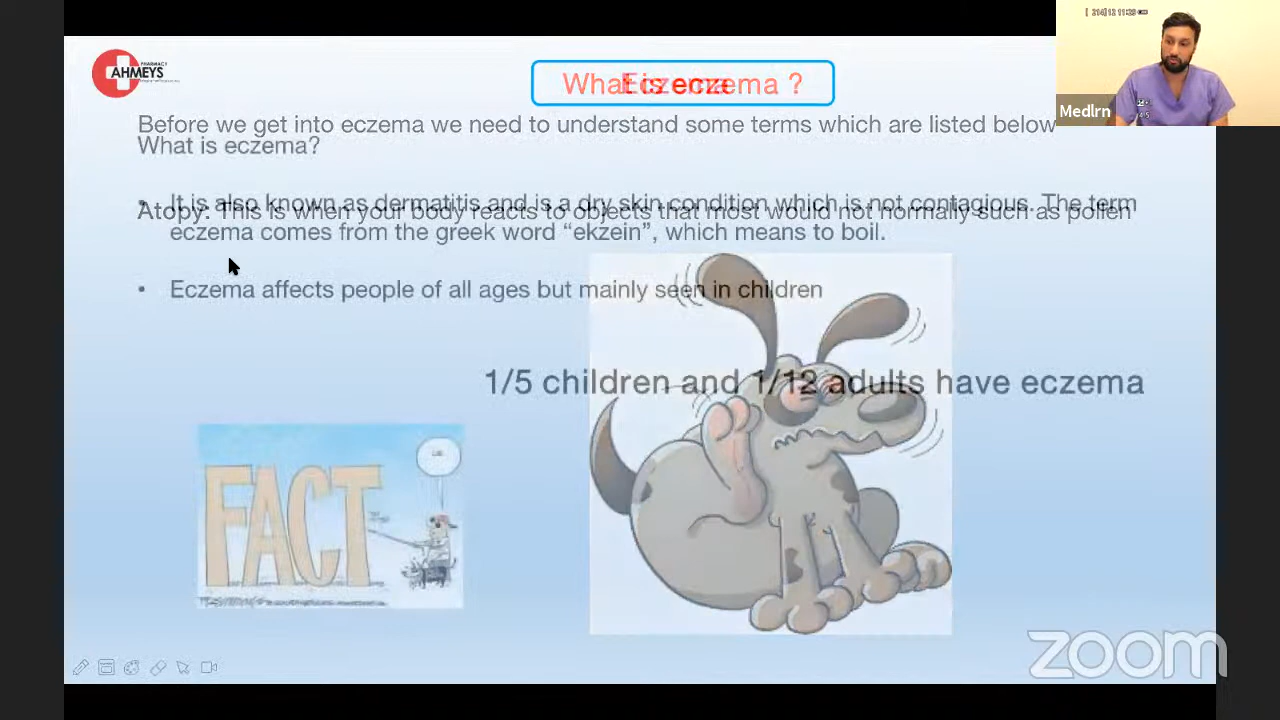 PHARMACY
AHMEYS
What is eczema ?
Eczema
Before we get into eczema we need to understand some terms which are listed below
What is eczema?
• It is also known as dermatitis and is a dry skin condition which is not contagious. The term
Atopy: This is when your body reacts to objects that most would not normally such as pollen
eczema comes from the greek word “ekzein”, which means to boil.
• Eczema affects people of all ages but mainly seen in children
1/5 children and 1/12 adults have eczema
FACT
Medlrn
zoom